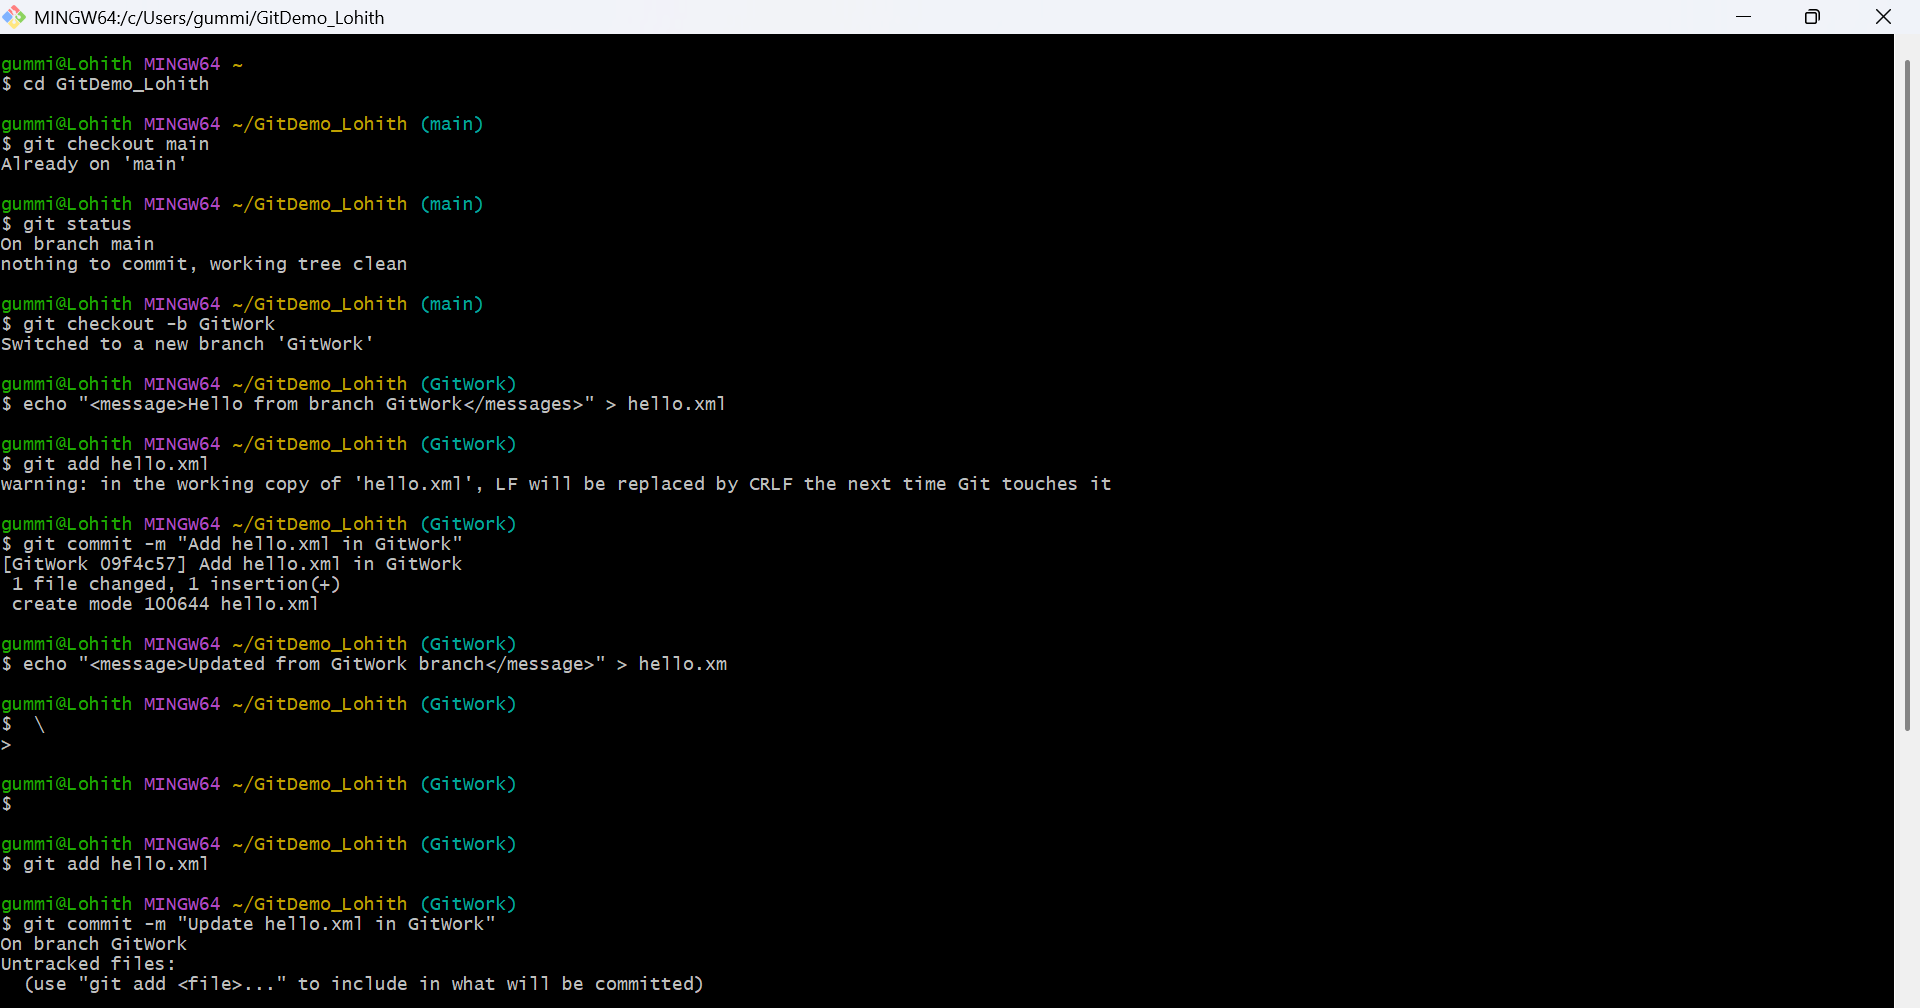 MINGW64:/c/Users/gummi/GitDemo_Lohith
gummi@Lohith MINGW64 ~
$ cd GitDemo_Lohith
gummi@Lohith MINGW64 ~/GitDemo_Lohith (main)
$ git checkout main
Already on 'main'
gummi@Lohith MINGW64 ~/GitDemo_Lohith (main)
$ git status
On branch main
nothing to commit, working tree clean
gummi@Lohith MINGW64 ~/GitDemo_Lohith (main)
$ git checkout -b GitWork
Switched to a new branch 'GitWork'
gummi@Lohith MINGW64 ~/GitDemo_Lohith (GitWork)
$ echo "<message>Hello from branch GitWork</messages>" > hello.xml
gummi@Lohith MINGW64 ~/GitDemo_Lohith (GitWork)
$ git add hello.xml
warning: in the working copy of 'hello.xml', LF will be replaced by CRLF the next time Git touches it
gummi@Lohith MINGW64 ~/GitDemo_Lohith (GitWork)
$ git commit -m "Add hello.xml in GitWork"
[GitWork 09f4c57] Add hello.xml in GitWork
 1 file changed, 1 insertion(+)
 create mode 100644 hello.xml
gummi@Lohith MINGW64 ~/GitDemo_Lohith (GitWork)
$ echo "<message>Updated from GitWork branch</message>" > hello.xm
gummi@Lohith MINGW64 ~/GitDemo_Lohith (GitWork)
$  \
>
gummi@Lohith MINGW64 ~/GitDemo_Lohith (GitWork)
$
gummi@Lohith MINGW64 ~/GitDemo_Lohith (GitWork)
$ git add hello.xml
gummi@Lohith MINGW64 ~/GitDemo_Lohith (GitWork)
$ git commit -m "Update hello.xml in GitWork"
On branch GitWork
Untracked files:
  (use "git add <file>..." to include in what will be committed)